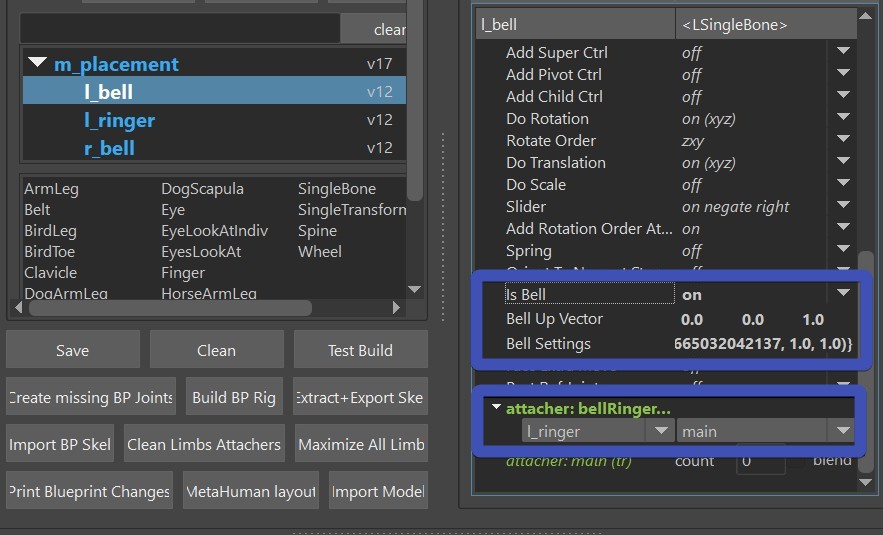 clear
m_placement v17
l_bell v12
l_ringer v12
r_bell v12
ArmLeg DogScapula SingleBone
Belt Eye SingleTransform
BirdLeg EyeLookAtIndiv Spine
BirdToe EyesLookAt Wheel
Clavicle Finger
DogArmLeg HorseArmLeg
Save Clean Test Build
Create missing BP Joints Build BP Rig Extract+Export Ske
Import BP Skel Clean Limbs Attachers Maximize All Limb
Print Blueprint Changes MetaHuman layout Import Model
l_bell <LSingleBone>
Add Super Ctrl off
Add Pivot Ctrl off
Add Child Ctrl off
Do Rotation on (xyz)
Rotate Order zxy
Do Translation on (xyz)
Do Scale off
Slider on negate right
Add Rotation Order At... on
Spring off
Is Bell on
Bell Up Vector 0.0 0.0 1.0
Bell Settings 665032042137, 1.0, 1.0)}
attacher: bellRinger...
l_ringer main
attacher: main (tr) count 0 blend